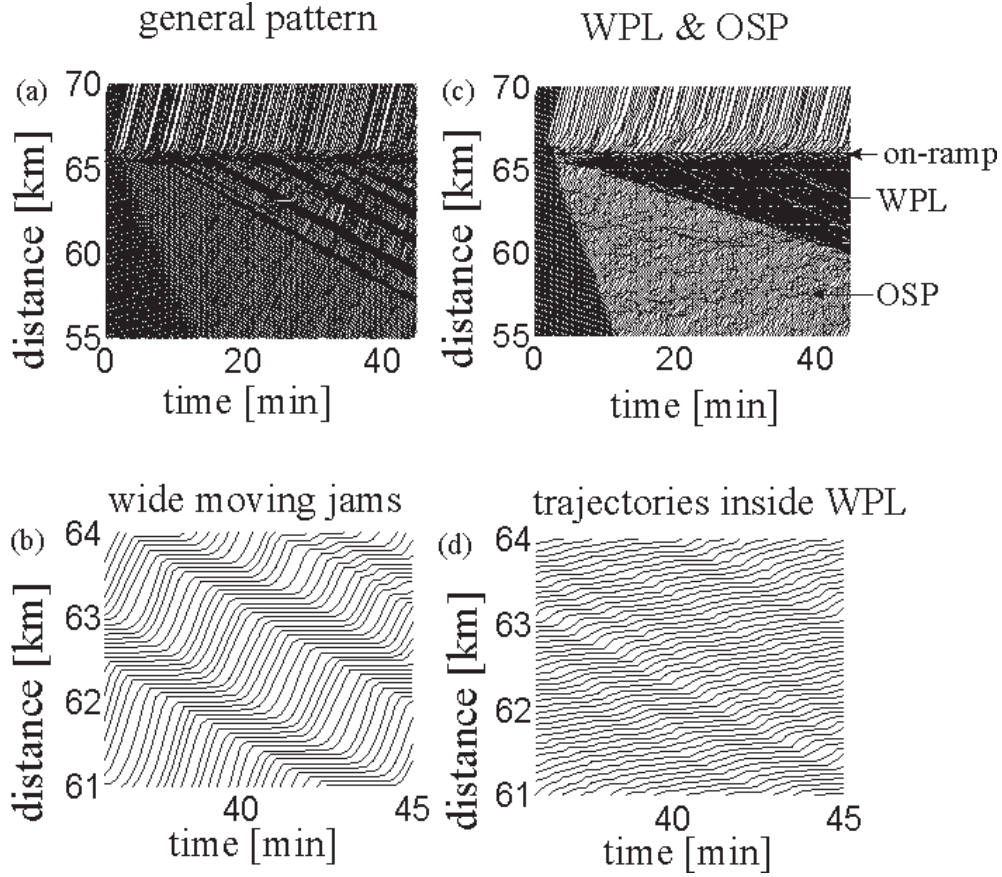 general pattern
WPL & OSP
(a)
70
65
60
55
distance [km]
0
20
40
time [min]
(c)
70
65
60
55
distance [km]
0
20
40
time [min]
on-ramp
WPL
OSP
wide moving jams
trajectories inside WPL
(b)
64
63
62
61
distance [km]
40
45
time [min]
(d)
64
63
62
61
distance [km]
40
45
time [min]